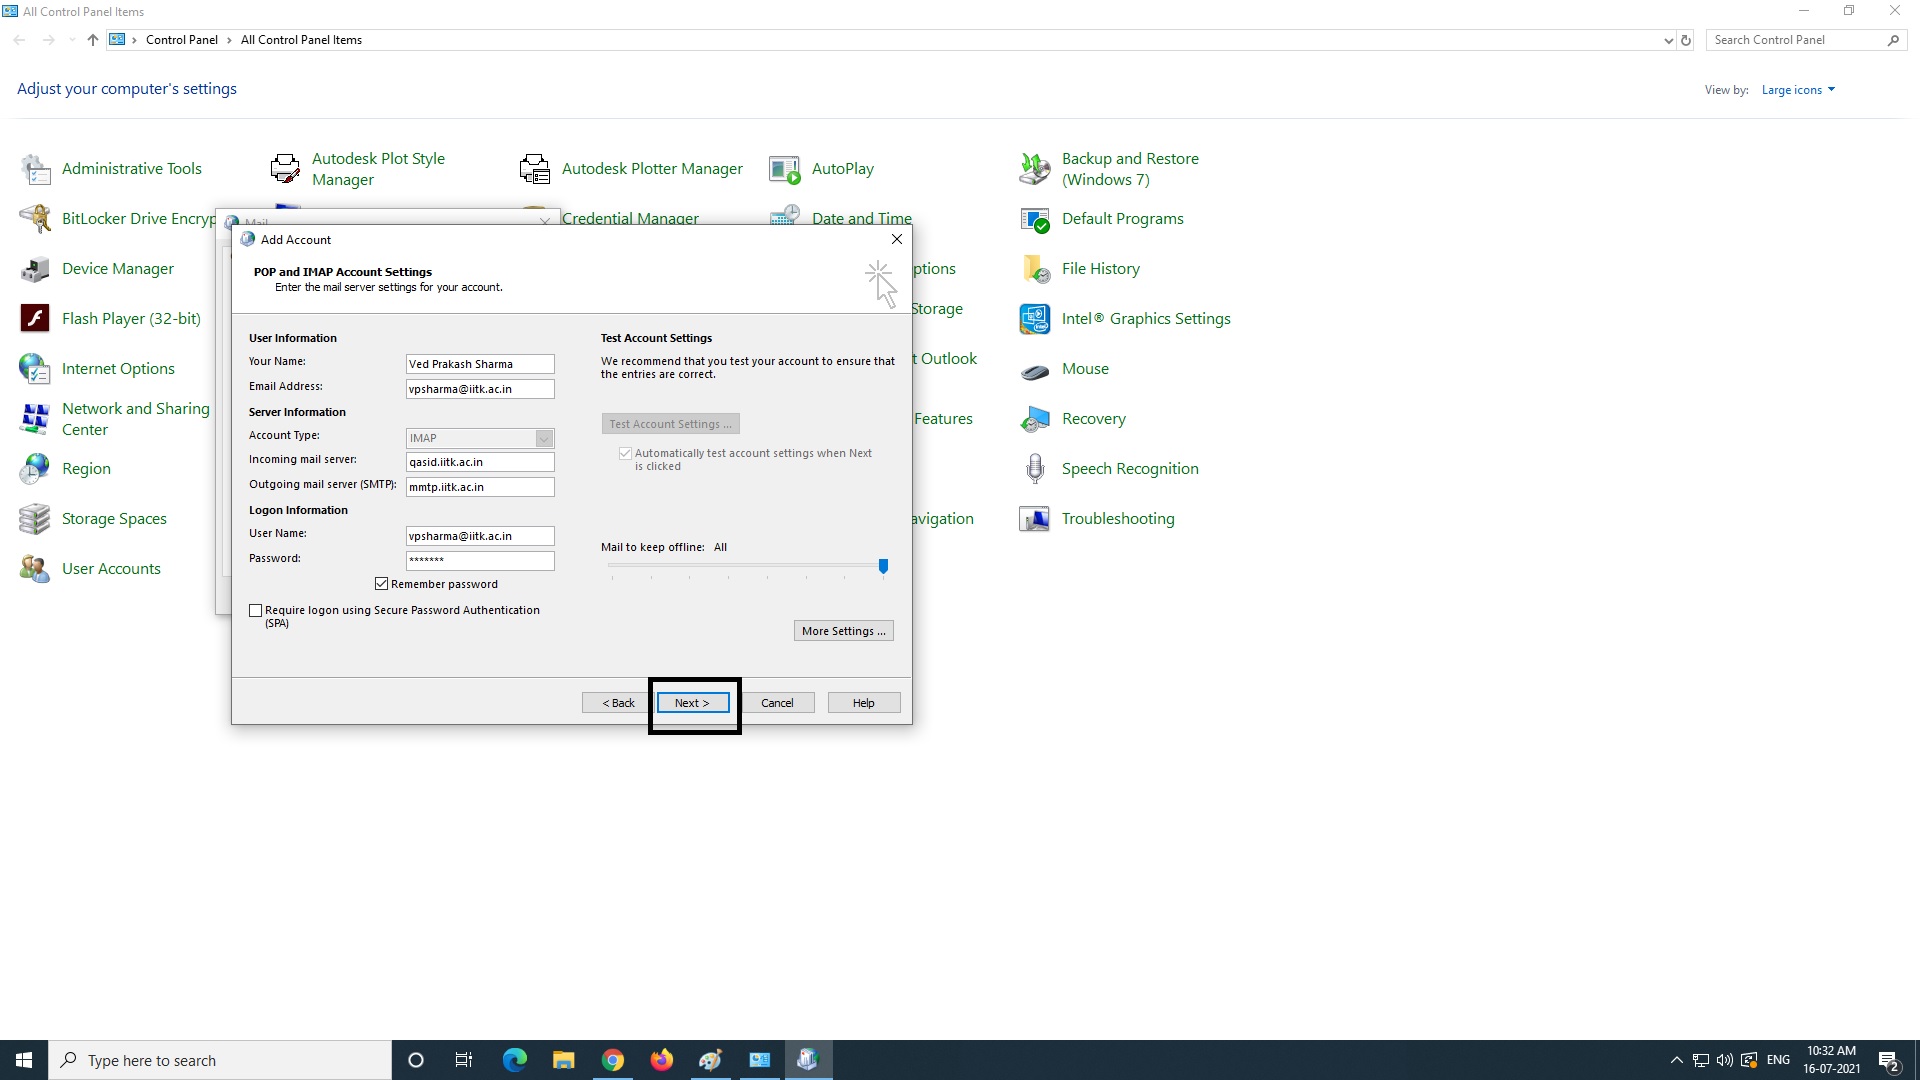 All Control Panel Items
Control Panel > All Control Panel Items
Search Control Panel
Adjust your computer's settings
View by: Large icons
Administrative Tools
Autodesk Plot Style
Manager
Autodesk Plotter Manager
AutoPlay
Backup and Restore
(Windows 7)
BitLocker Drive Encryp
Mail
Credential Manager
Date and Time
Default Programs
Device Manager
ptions
File History
Flash Player (32-bit)
Storage
Intel® Graphics Settings
Internet Options
t Outlook
Mouse
Network and Sharing
Center
Features
Recovery
Region
Speech Recognition
Storage Spaces
avigation
Troubleshooting
User Accounts
Add Account
POP and IMAP Account Settings
Enter the mail server settings for your account.
User Information
Your Name: Ved Prakash Sharma
Email Address: vpsharma@iitk.ac.in
Server Information
Account Type: IMAP
Incoming mail server: qasid.iitk.ac.in
Outgoing mail server (SMTP): mmtp.iitk.ac.in
Logon Information
User Name: vpsharma@iitk.ac.in
Password: *******
Remember password
Require logon using Secure Password Authentication
(SPA)
Test Account Settings
We recommend that you test your account to ensure that
the entries are correct.
Test Account Settings ...
Automatically test account settings when Next
is clicked
Mail to keep offline: All
More Settings ...
< Back
Next >
Cancel
Help
Type here to search
ENG
10:32 AM
16-07-2021
2